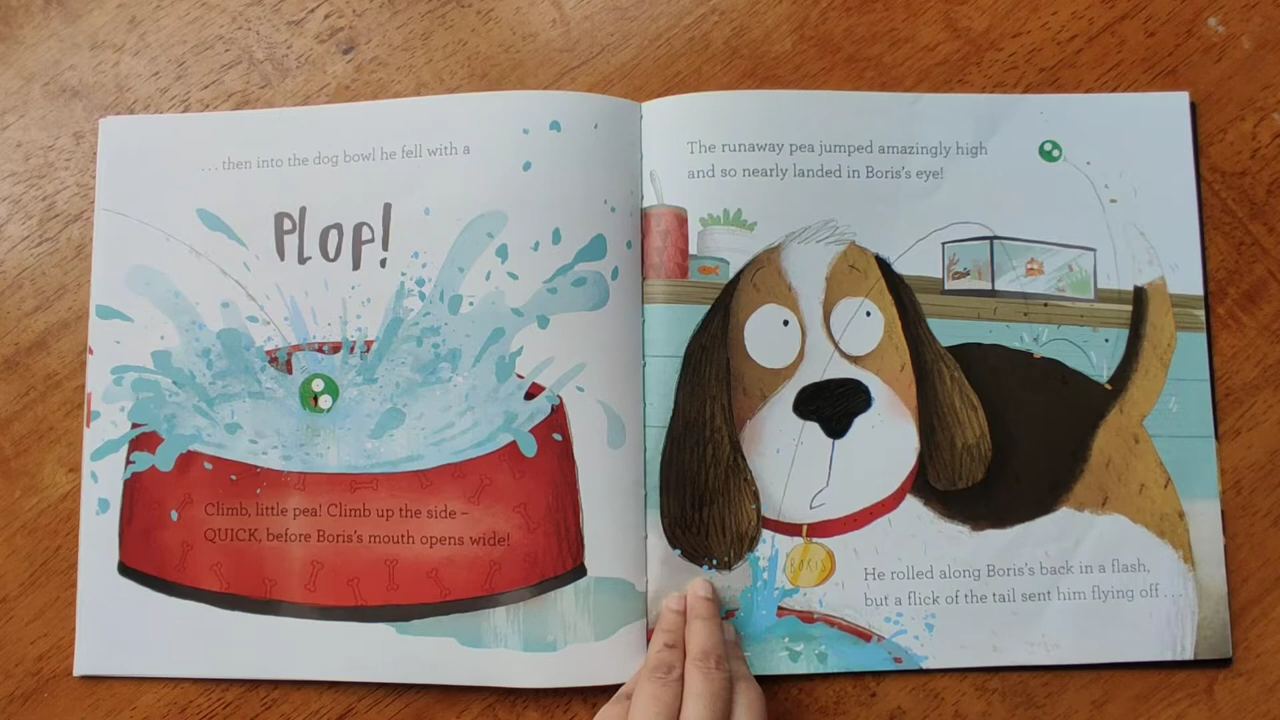 . . . then into the dog bowl he fell with a
PLOP!
Climb, little pea! Climb up the side –
QUICK, before Boris's mouth opens wide!
The runaway pea jumped amazingly high
and so nearly landed in Boris's eye!
BORIS
He rolled along Boris's back in a flash,
but a flick of the tail sent him flying off . . .